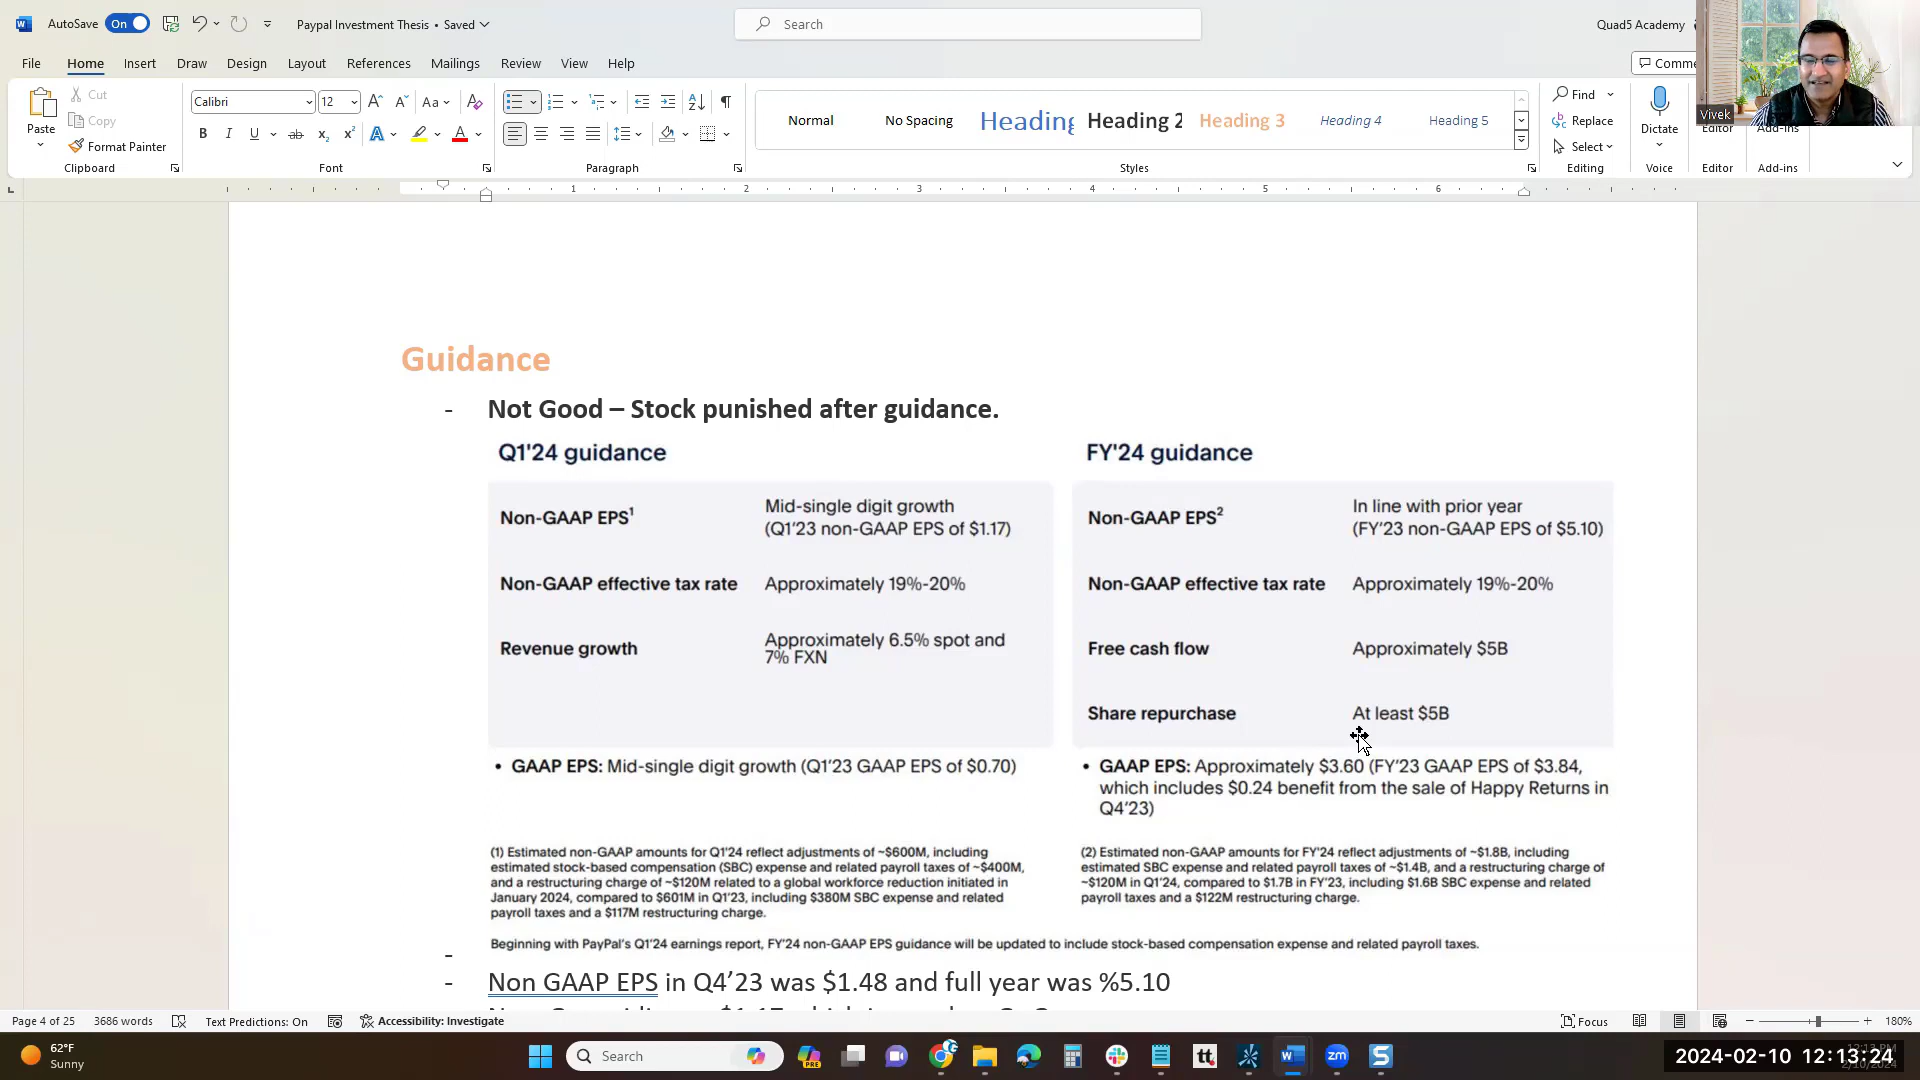 AutoSave On Paypal Investment Thesis • Saved Search Quad5 Academy
File Home Insert Draw Design Layout References Mailings Review View Help
Paste
Cut
Copy
Format Painter
Clipboard
Calibri 12
Font
Paragraph
Normal No Spacing Heading Heading 2 Heading 3 Heading 4 Heading 5
Styles
Find
Replace
Select
Editing
Dictate
Voice
Editor
Editor
Add-ins
Add-ins
Vivek
1 2 3 4 5 6
Guidance
- Not Good – Stock punished after guidance.
Q1'24 guidance
Non-GAAP EPS1 Mid-single digit growth
(Q1'23 non-GAAP EPS of $1.17)
Non-GAAP effective tax rate Approximately 19%-20%
Revenue growth Approximately 6.5% spot and
7% FXN
• GAAP EPS: Mid-single digit growth (Q1'23 GAAP EPS of $0.70)
(1) Estimated non-GAAP amounts for Q1'24 reflect adjustments of ~$600M, including
estimated stock-based compensation (SBC) expense and related payroll taxes of ~$400M,
and a restructuring charge of ~$120M related to a global workforce reduction initiated in
January 2024, compared to $601M in Q1'23, including $380M SBC expense and related
payroll taxes and a $117M restructuring charge.
FY'24 guidance
Non-GAAP EPS2 In line with prior year
(FY'23 non-GAAP EPS of $5.10)
Non-GAAP effective tax rate Approximately 19%-20%
Free cash flow Approximately $5B
Share repurchase At least $5B
• GAAP EPS: Approximately $3.60 (FY'23 GAAP EPS of $3.84,
which includes $0.24 benefit from the sale of Happy Returns in
Q4'23)
(2) Estimated non-GAAP amounts for FY'24 reflect adjustments of ~$1.8B, including
estimated SBC expense and related payroll taxes of ~$1.4B, and a restructuring charge of
~$120M in Q1'24, compared to $1.7B in FY'23, including $1.6B SBC expense and related
payroll taxes and a $122M restructuring charge.
Beginning with PayPal's Q1'24 earnings report, FY'24 non-GAAP EPS guidance will be updated to include stock-based compensation expense and related payroll taxes.
-
- Non GAAP EPS in Q4’23 was $1.48 and full year was %5.10
Page 4 of 25 3686 words Text Predictions: On Accessibility: Investigate Focus 180%
62°F
Sunny
Search
2024-02-10 12:13:24